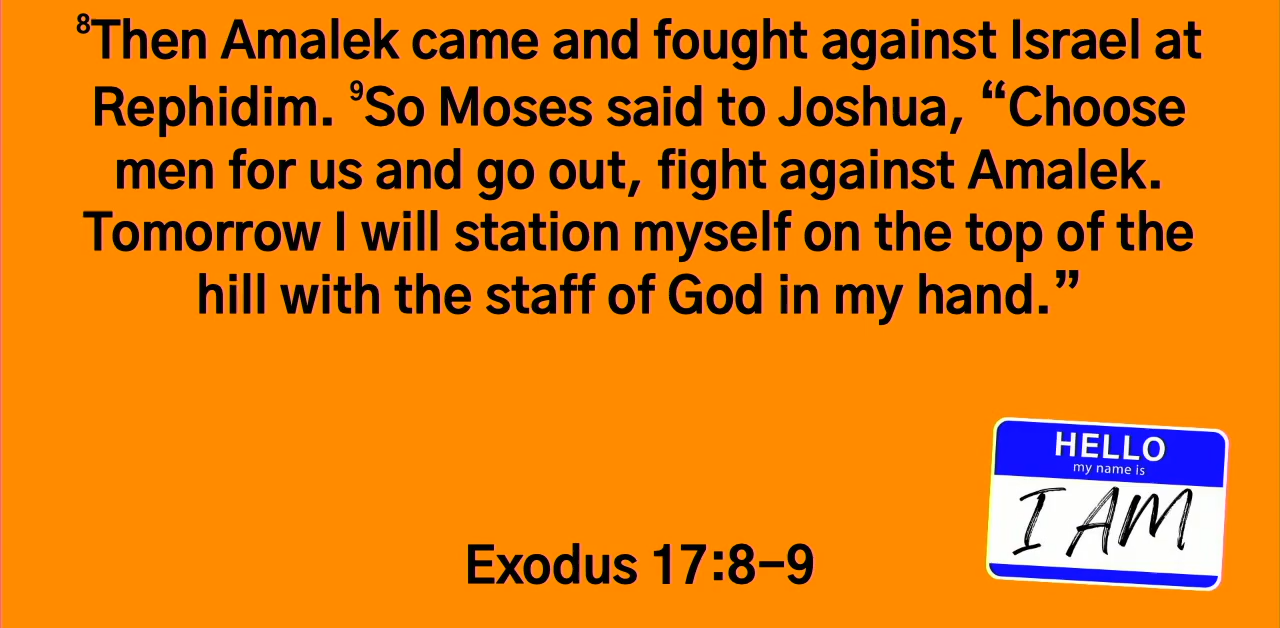 ⁸Then Amalek came and fought against Israel at
Rephidim. ⁹So Moses said to Joshua, “Choose
men for us and go out, fight against Amalek.
Tomorrow I will station myself on the top of the
hill with the staff of God in my hand.”
HELLO
my name is
I AM
Exodus 17:8–9